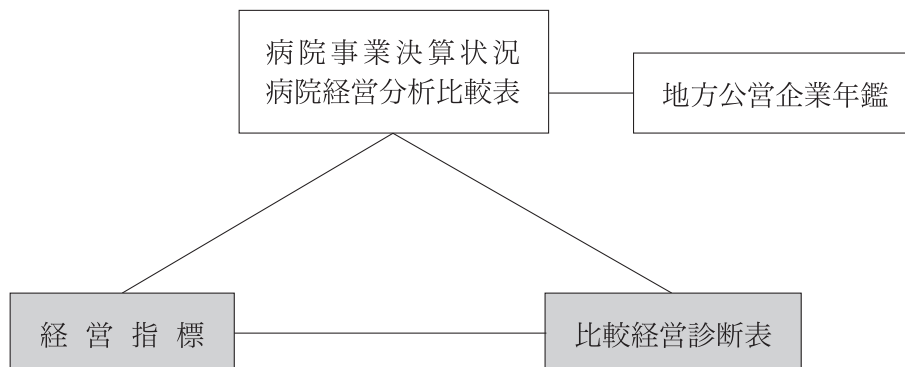 病院事業決算状況
病院経営分析比較表
地方公営企業年鑑
経営指標
比較経営診断表